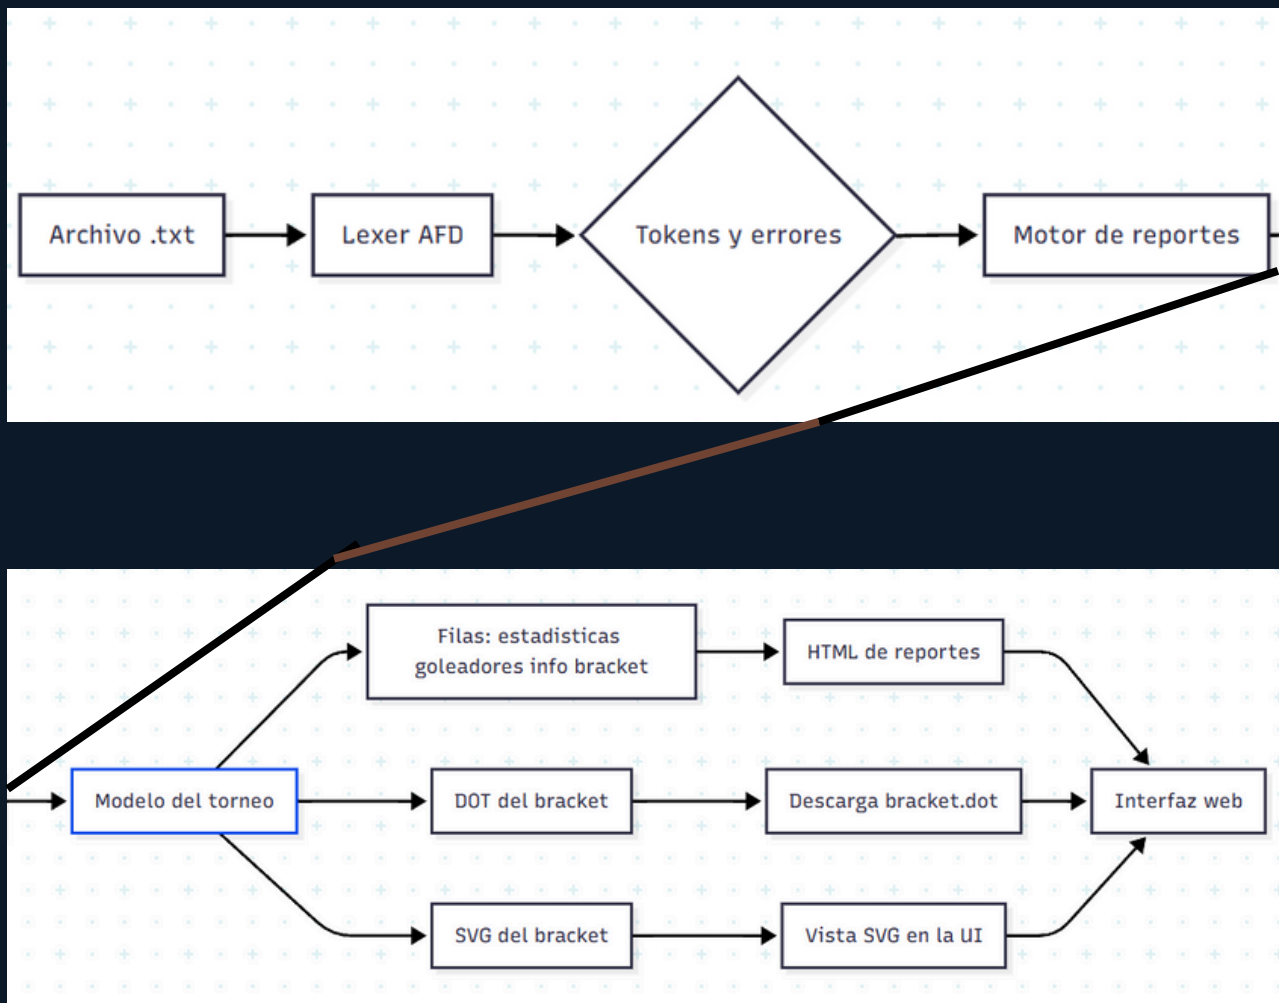 Archivo .txt
Lexer AFD
Tokens y errores
Motor de reportes
Filas: estadisticas
goleadores info bracket
HTML de reportes
Modelo del torneo
DOT del bracket
Descarga bracket.dot
Interfaz web
SVG del bracket
Vista SVG en la UI